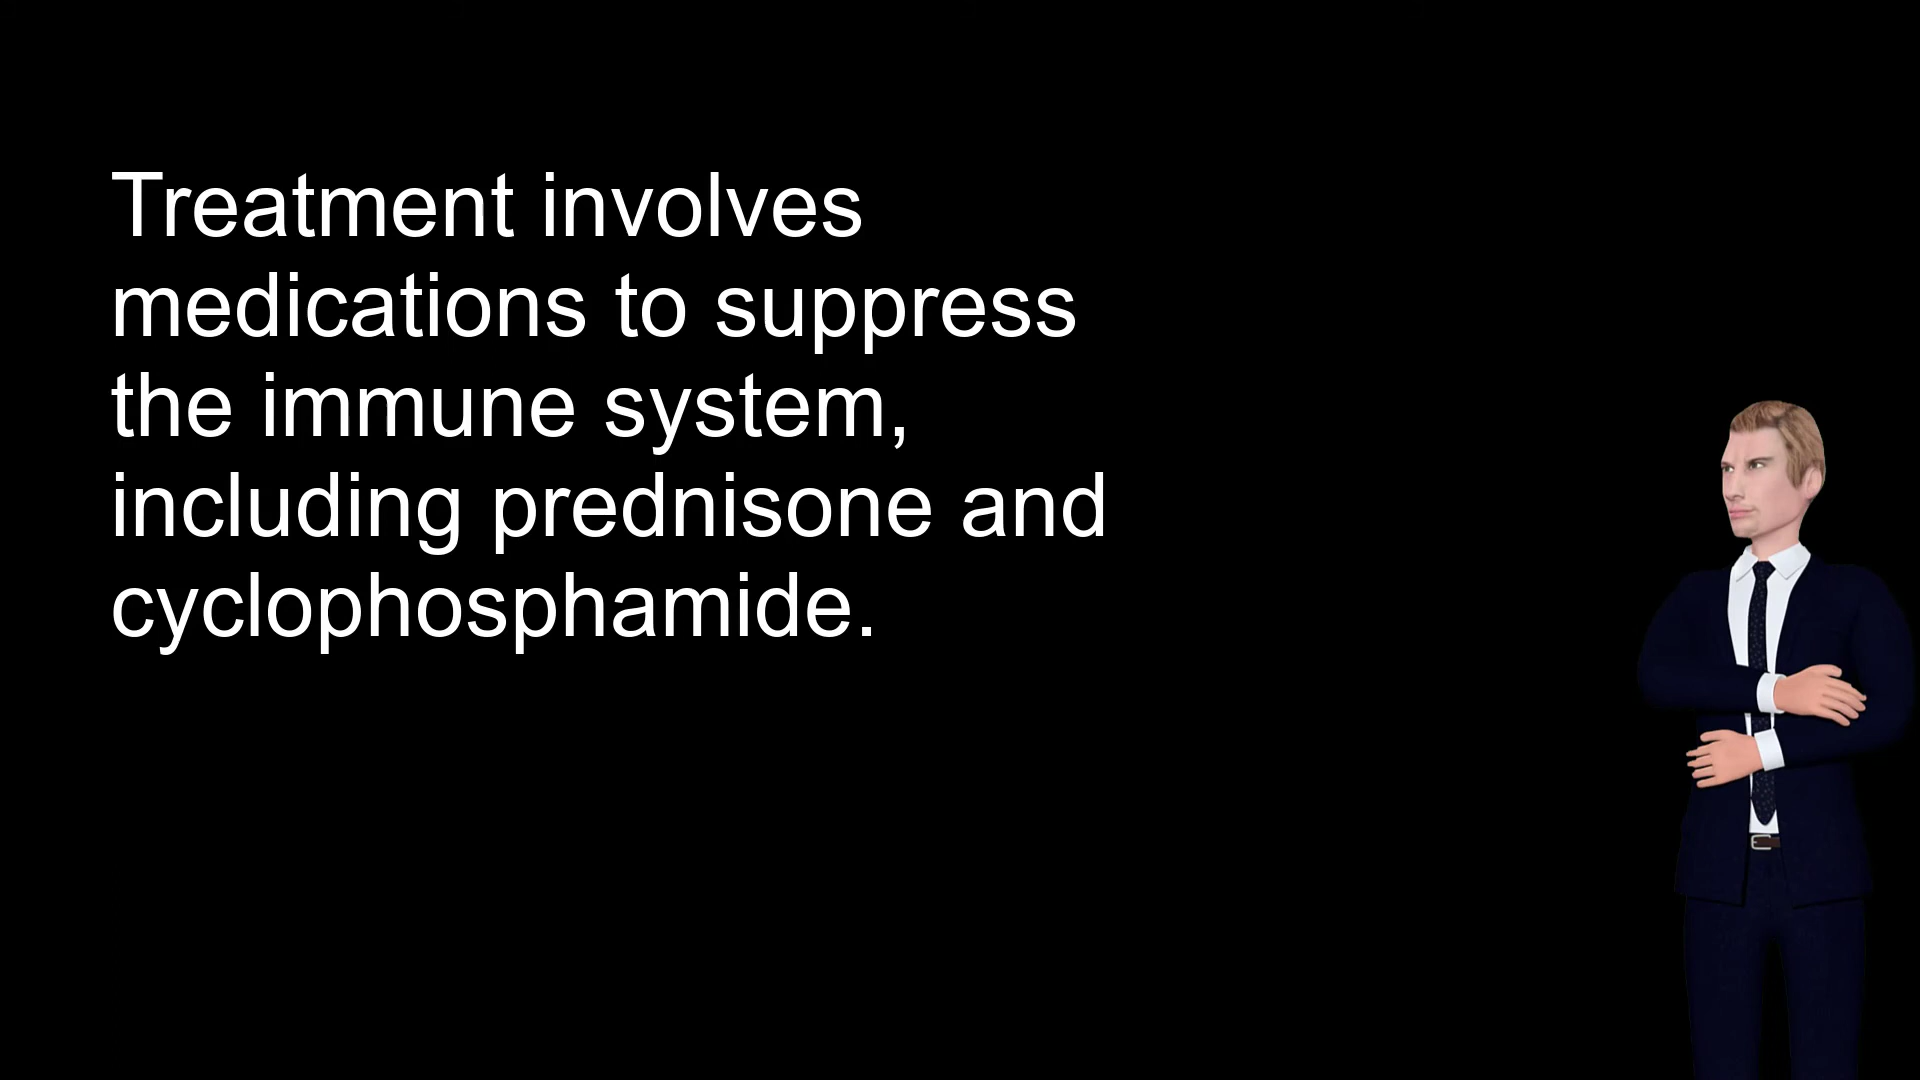 Treatment involves
medications to suppress
the immune system,
including prednisone and
cyclophosphamide.